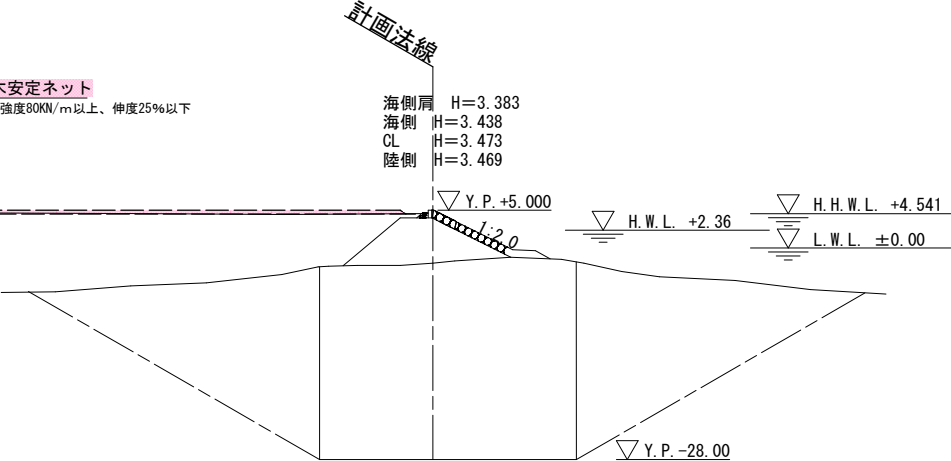 計画法線
木安定ネット
強度80KN/m以上、伸度25%以下
海側肩 H=3.383
海側 H=3.438
CL H=3.473
陸側 H=3.469
Y.P.+5.000
H.W.L. +2.36
H.H.W.L. +4.541
L.W.L. ±0.00
1:2.0
Y.P.-28.00